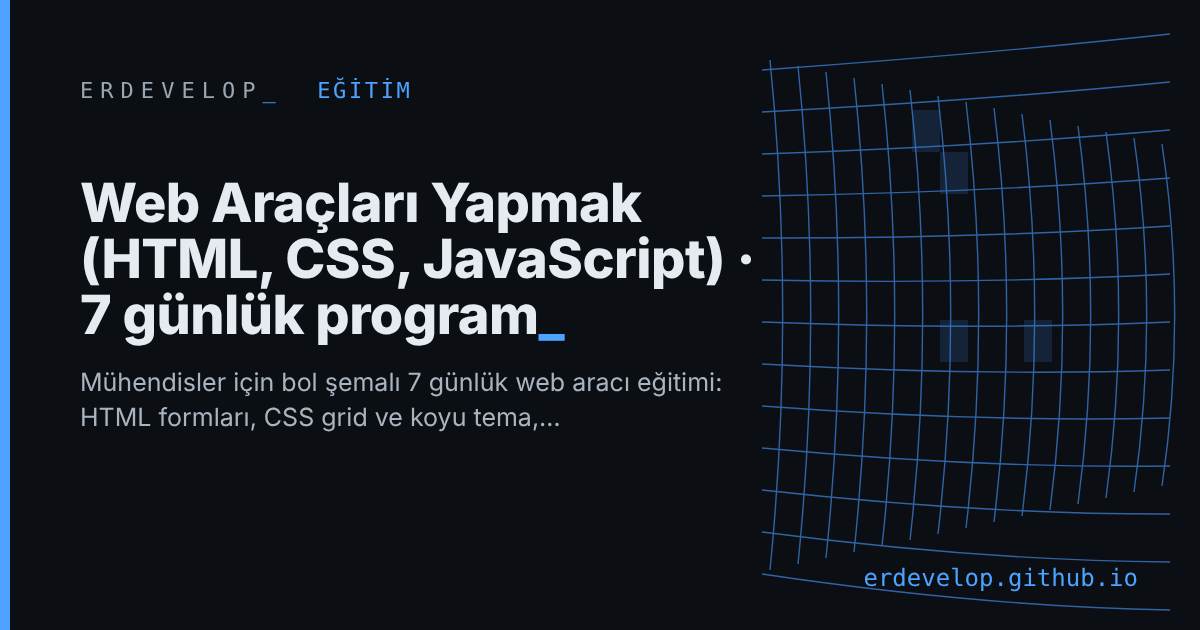 ERDEVELOP_ EĞİTİM
Web Araçları Yapmak
(HTML, CSS, JavaScript) ·
7 günlük program_
Mühendisler için bol şemalı 7 günlük web aracı eğitimi:
HTML formları, CSS grid ve koyu tema,...
erdevelop.github.io